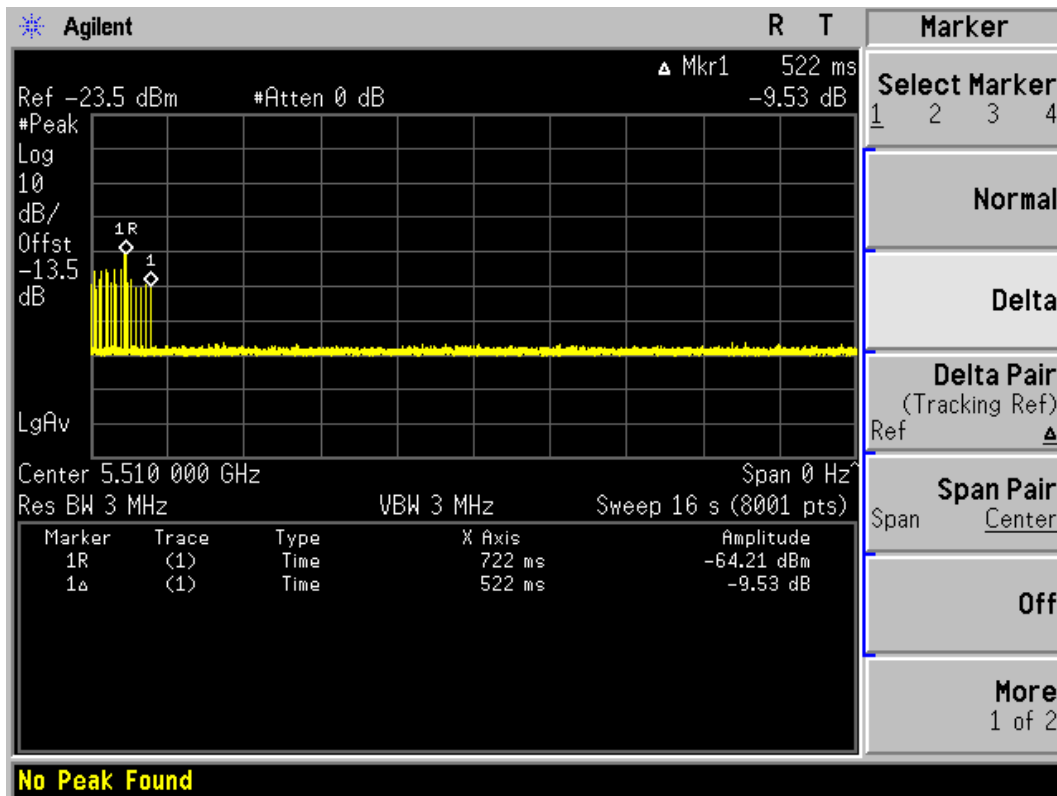 Agilent R T
Marker
▵ Mkr1 522 ms
Ref -23.5 dBm #Atten 0 dB -9.53 dB
#Peak
Log
10
dB/
Offst
-13.5
dB
1R
1
LgAv
Center 5.510 000 GHz Span 0 Hz^
Res BW 3 MHz VBW 3 MHz Sweep 16 s (8001 pts)
Marker Trace Type X Axis Amplitude
1R (1) Time 722 ms -64.21 dBm
1▵ (1) Time 522 ms -9.53 dB
Select Marker
1 2 3 4
Normal
Delta
Delta Pair
(Tracking Ref)
Ref ▵
Span Pair
Span Center
Off
More
1 of 2
No Peak Found